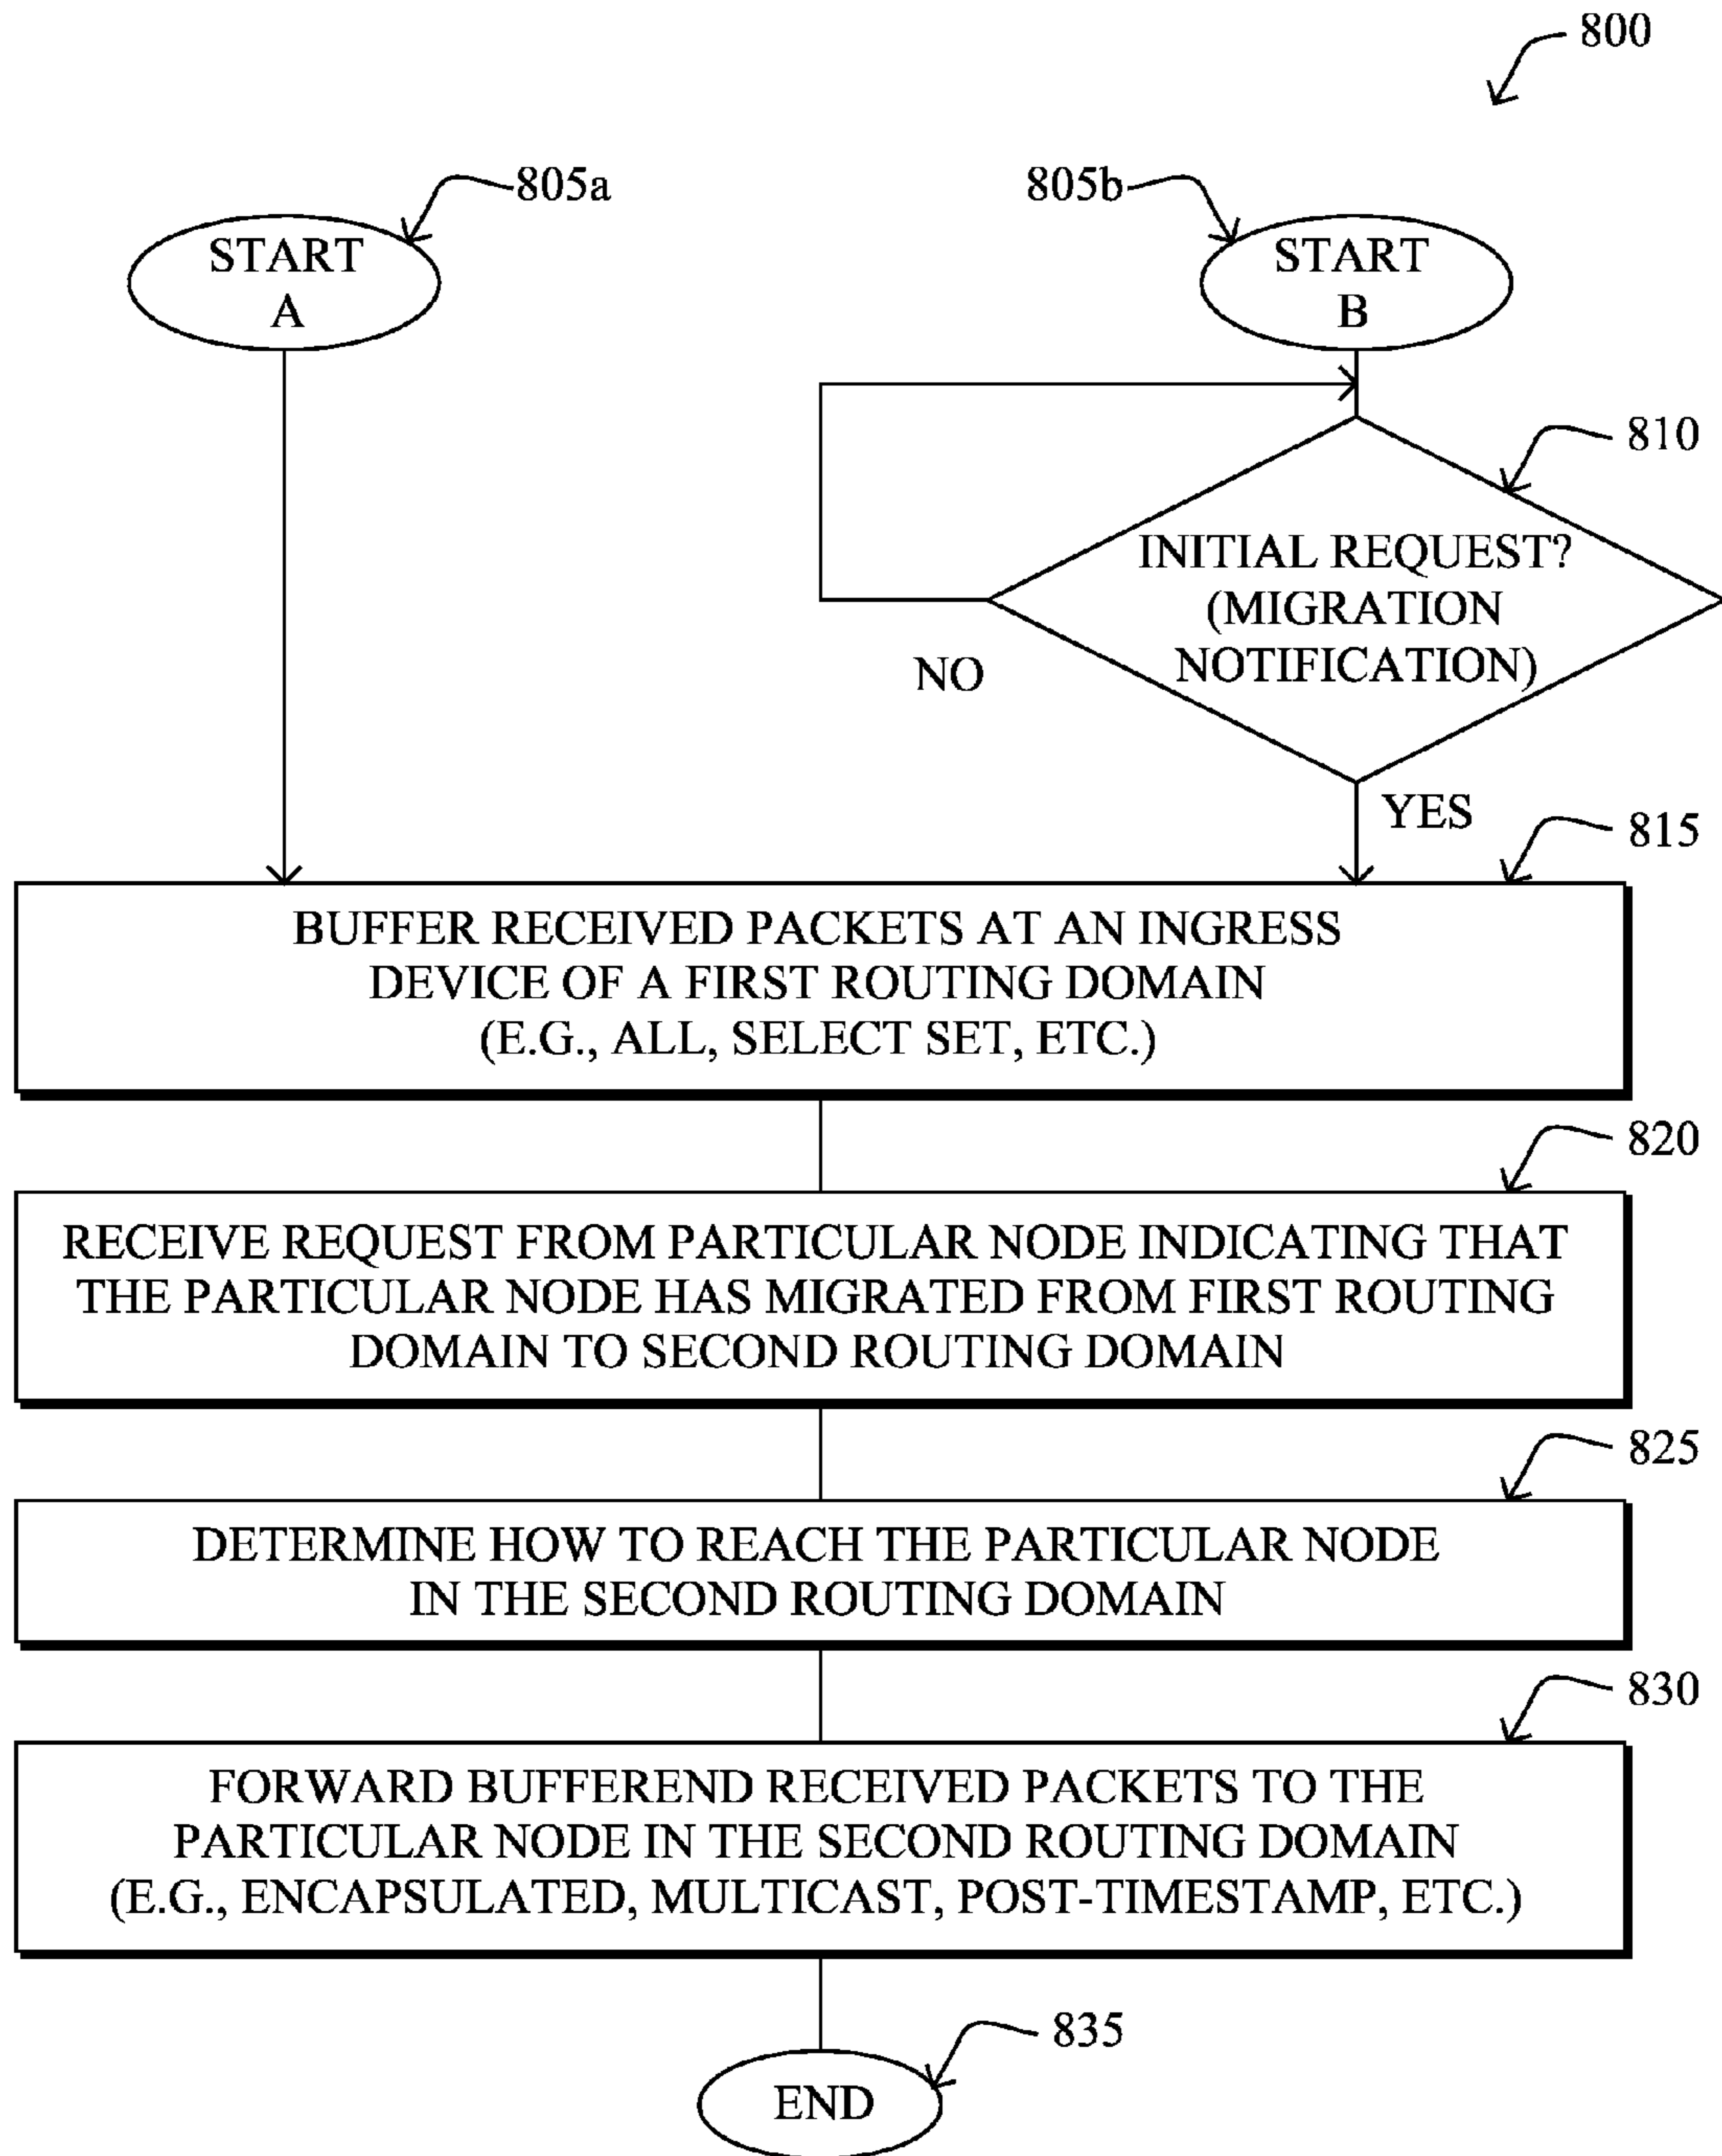 800
805a
805b
START
A
START
B
810
INITIAL REQUEST?
(MIGRATION
NOTIFICATION)
NO
YES
815
BUFFER RECEIVED PACKETS AT AN INGRESS
DEVICE OF A FIRST ROUTING DOMAIN
(E.G., ALL, SELECT SET, ETC.)
820
RECEIVE REQUEST FROM PARTICULAR NODE INDICATING THAT
THE PARTICULAR NODE HAS MIGRATED FROM FIRST ROUTING
DOMAIN TO SECOND ROUTING DOMAIN
825
DETERMINE HOW TO REACH THE PARTICULAR NODE
IN THE SECOND ROUTING DOMAIN
830
FORWARD BUFFEREND RECEIVED PACKETS TO THE
PARTICULAR NODE IN THE SECOND ROUTING DOMAIN
(E.G., ENCAPSULATED, MULTICAST, POST-TIMESTAMP, ETC.)
835
END